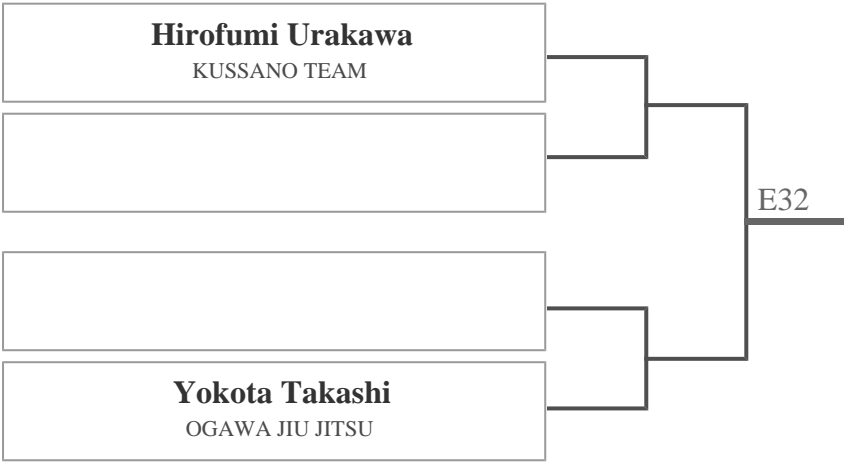 Hirofumi Urakawa
KUSSANO TEAM
E32
Yokota Takashi
OGAWA JIU JITSU